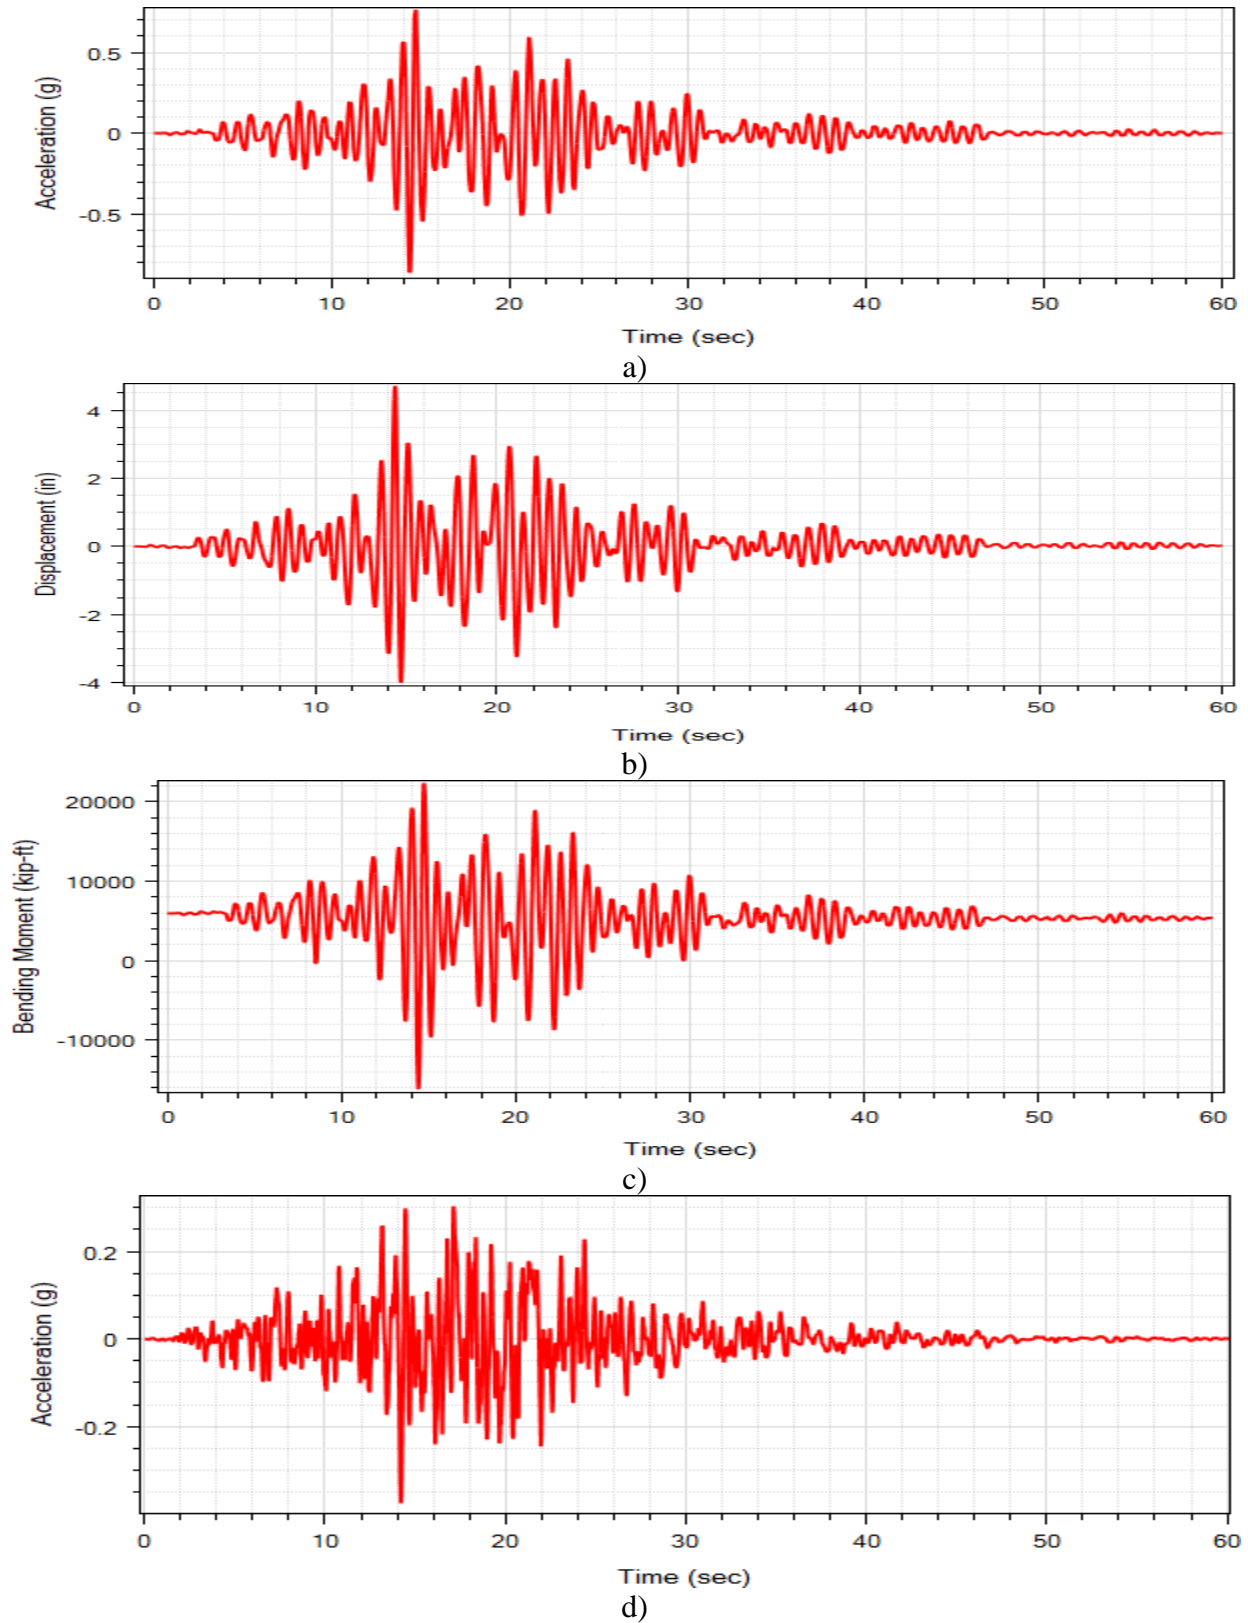 Acceleration (g)
0.5
0
-0.5
0 10 20 30 40 50 60
Time (sec)
a)
Displacement (in)
4
2
0
-2
-4
0 10 20 30 40 50 60
Time (sec)
b)
Bending Moment (kip-ft)
20000
10000
0
-10000
0 10 20 30 40 50 60
Time (sec)
c)
Acceleration (g)
0.2
0
-0.2
0 10 20 30 40 50 60
Time (sec)
d)